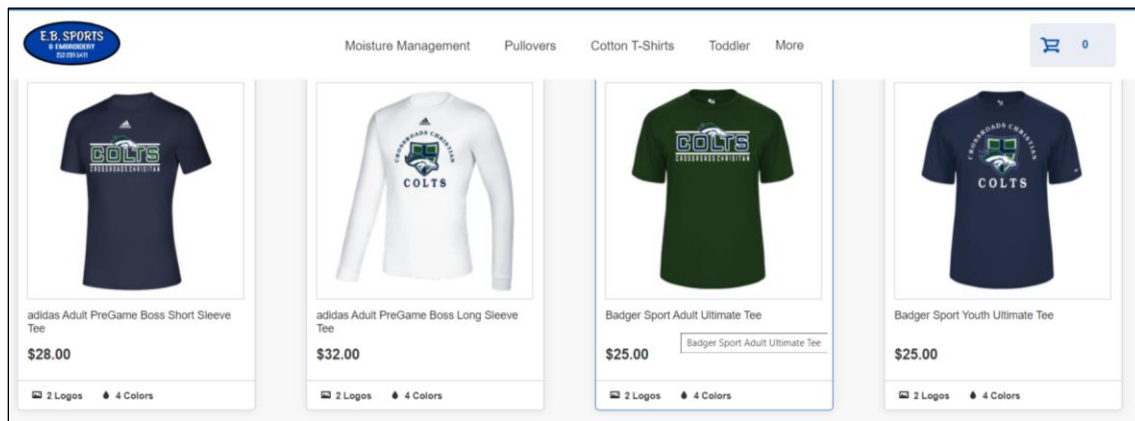 E.B. SPORTS
& EMBROIDERY
Moisture Management
Pullovers
Cotton T-Shirts
Toddler
More
0
COLTS
CROSSROADS CHRISITAN
adidas Adult PreGame Boss Short Sleeve
Tee
$28.00
2 Logos
4 Colors
CROSSROADS CHRISTIAN
COLTS
adidas Adult PreGame Boss Long Sleeve
Tee
$32.00
2 Logos
4 Colors
COLTS
CROSSROADS CHRISITAN
Badger Sport Adult Ultimate Tee
Badger Sport Adult Ultimate Tee
$25.00
2 Logos
4 Colors
CROSSROADS CHRISTIAN
COLTS
Badger Sport Youth Ultimate Tee
$25.00
2 Logos
4 Colors